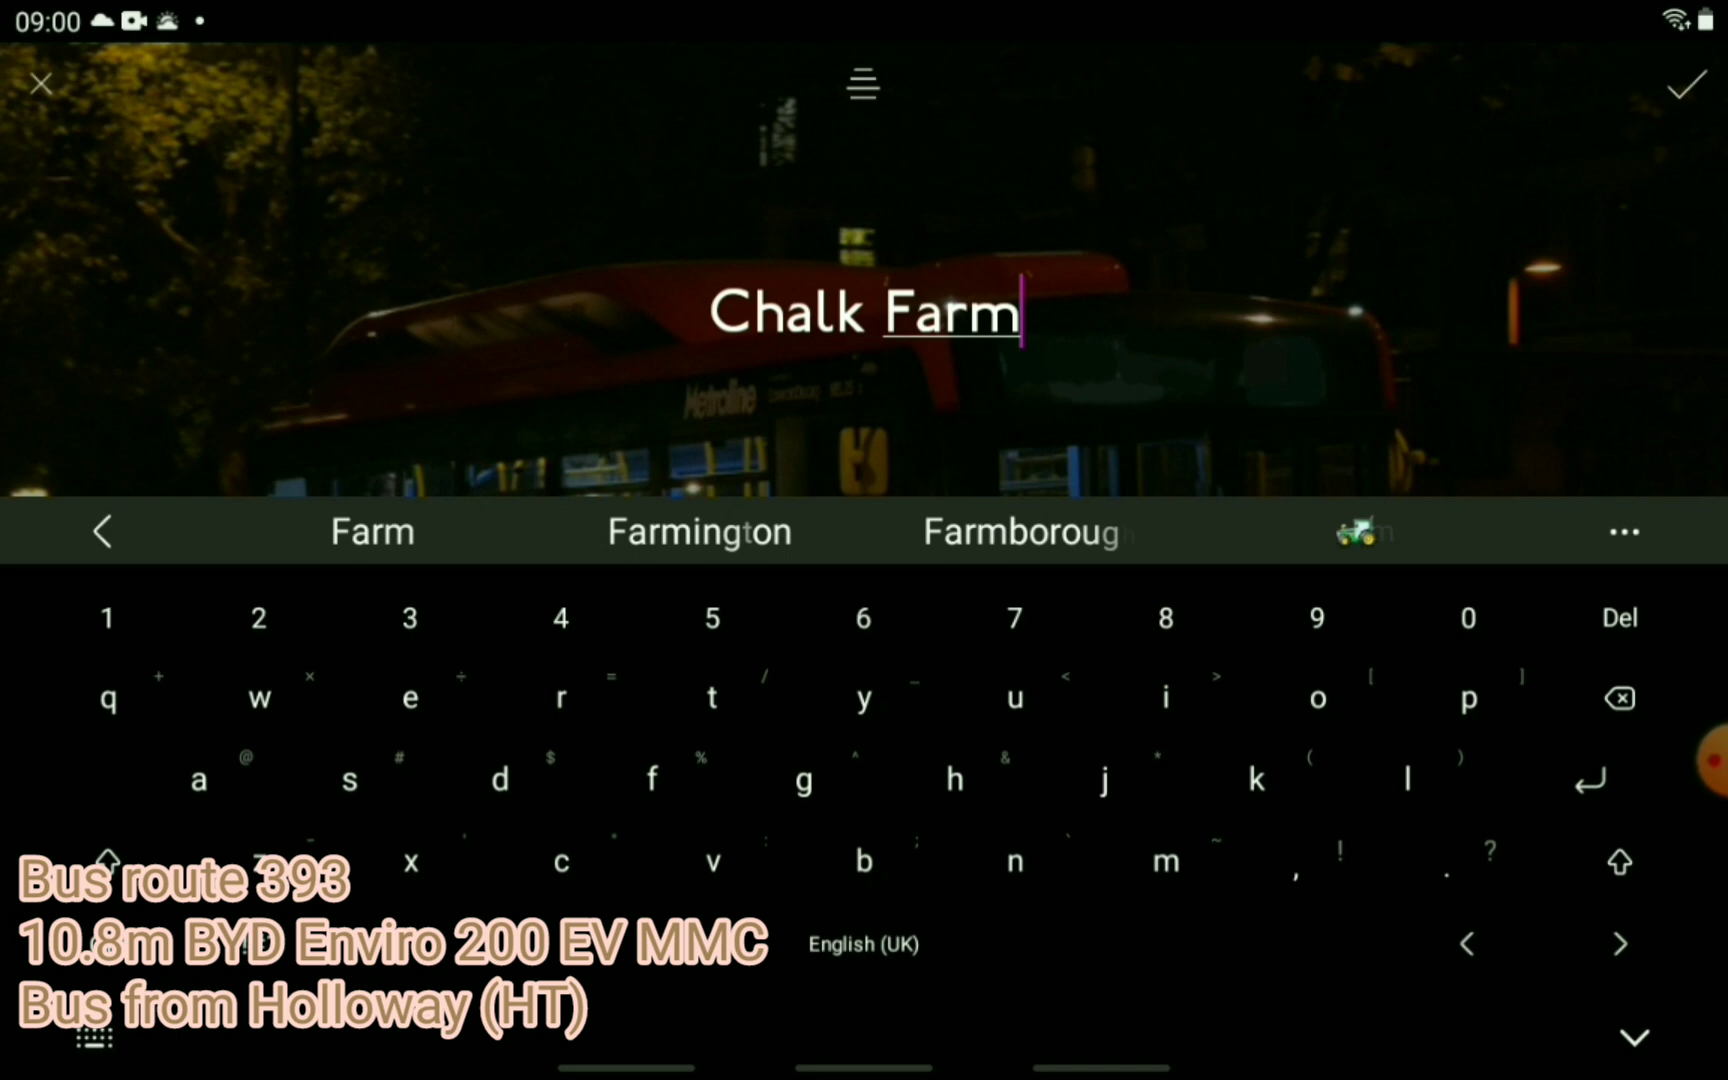 09:00
Chalk Farm
Metroline
Farm
Farmington
Farmboroug
1 2 3 4 5 6 7 8 9 0 Del
+ × ÷ = / _ < > [ ]
q w e r t y u i o p
@ # $ % ^ & * ( )
a s d f g h j k l
- ' " : ; ` ~ ! ?
z x c v b n m , .
Bus route 393
10.8m BYD Enviro 200 EV MMC
English (UK)
< >
Bus from Holloway (HT)